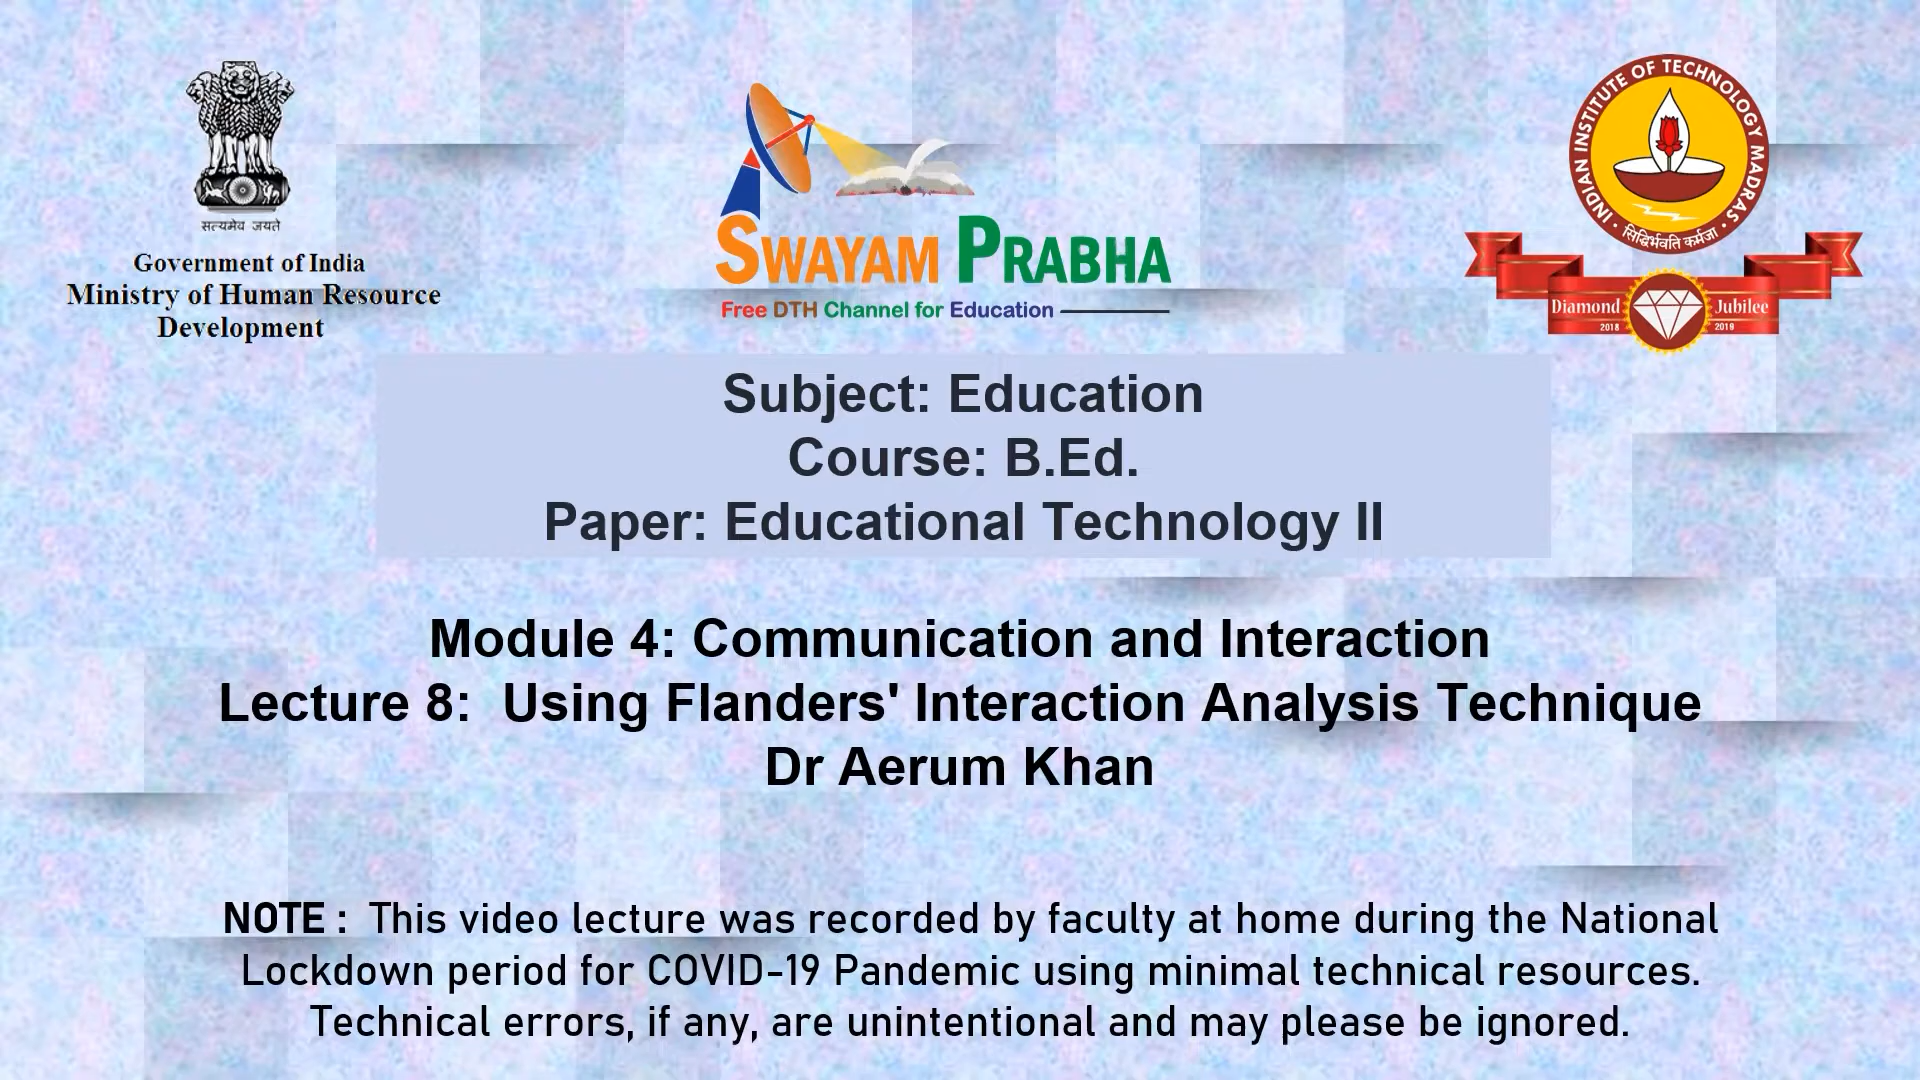 सत्यमेव जयते
Government of India
Ministry of Human Resource
Development
SWAYAM PRABHA
Free DTH Channel for Education
INDIAN INSTITUTE OF TECHNOLOGY MADRAS
सिद्धिर्भवति कर्मजा
Diamond Jubilee
2018 2019
Subject: Education
Course: B.Ed.
Paper: Educational Technology II
Module 4: Communication and Interaction
Lecture 8: Using Flanders' Interaction Analysis Technique
Dr Aerum Khan
NOTE : This video lecture was recorded by faculty at home during the National
Lockdown period for COVID-19 Pandemic using minimal technical resources.
Technical errors, if any, are unintentional and may please be ignored.